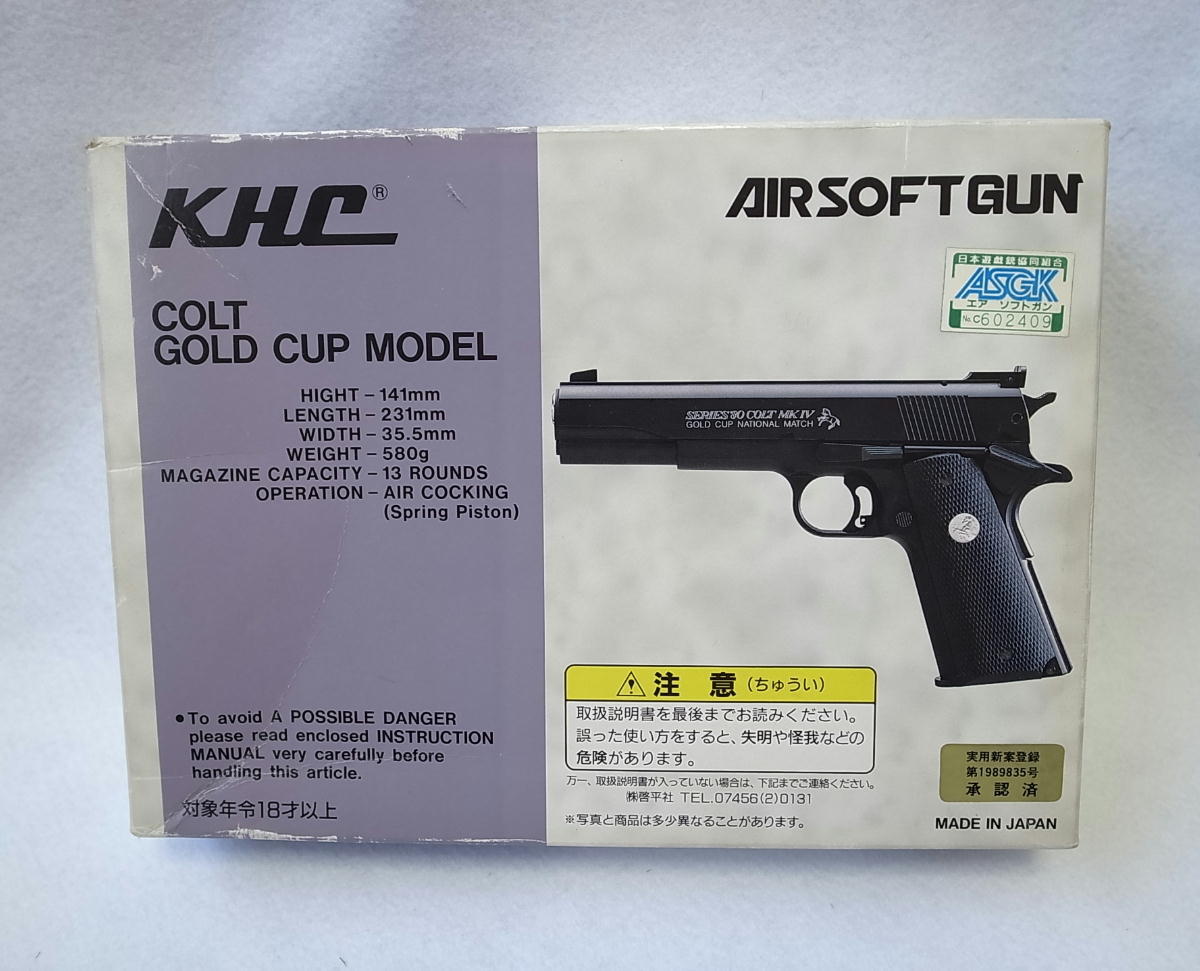 KHC®
COLT
GOLD CUP MODEL
HIGHT – 141mm
LENGTH – 231mm
WIDTH – 35.5mm
WEIGHT – 580g
MAGAZINE CAPACITY – 13 ROUNDS
OPERATION – AIR COCKING
(Spring Piston)
•To avoid A POSSIBLE DANGER
please read enclosed INSTRUCTION
MANUAL very carefully before
handling this article.
対象年令18才以上
AIRSOFTGUN
日本遊戯銃協同組合
ASGK
エア ソフトガン
No.C602409
SERIES'80 COLT MK IV
GOLD CUP NATIONAL MATCH
注 意(ちゅうい)
取扱説明書を最後までお読みください。
誤った使い方をすると、失明や怪我などの
危険があります。
万一、取扱説明書が入っていない場合は、下記までご連絡ください。
㈱啓平社 TEL.07456(2)0131
※写真と商品は多少異なることがあります。
実用新案登録
第1989835号
承 認 済
MADE IN JAPAN